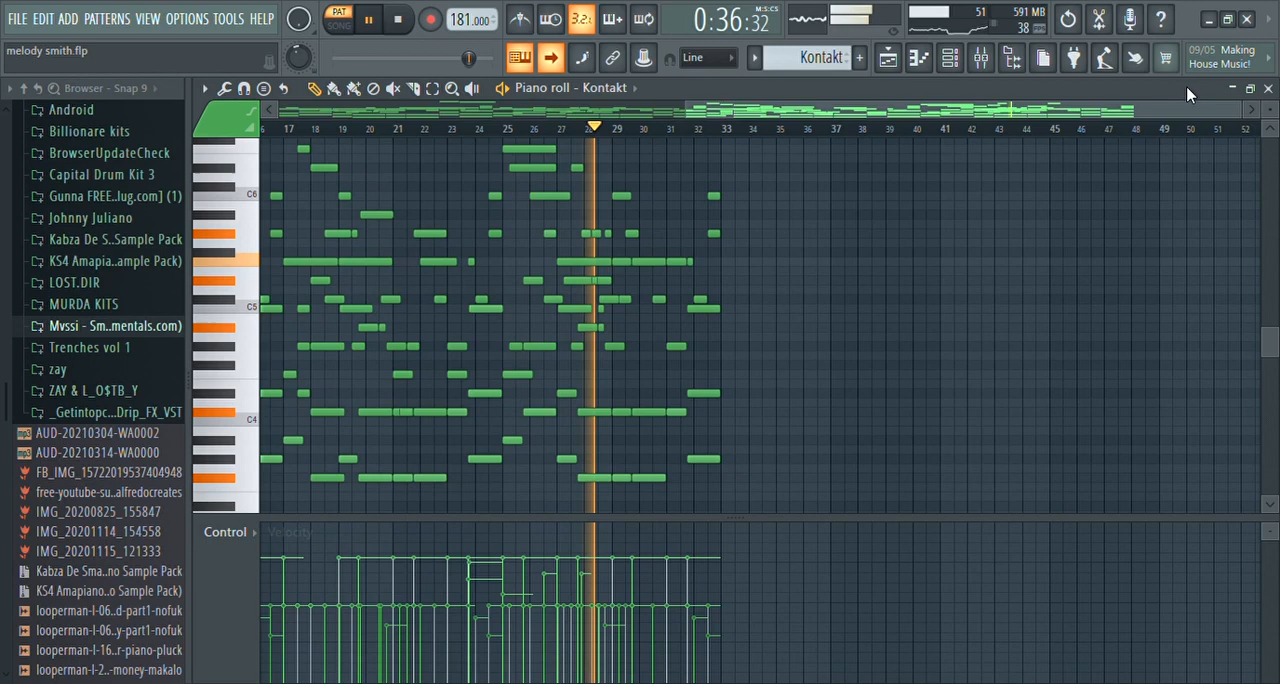 FILE EDIT ADD PATTERNS VIEW OPTIONS TOOLS HELP
PAT
SONG
181.000
3.2
0:36:32
M:S:CS
51
591 MB
38
melody smith.flp
Line
Kontakt
09/05 Making
House Music!
Browser - Snap 9
Piano roll - Kontakt
Android
Billionare kits
BrowserUpdateCheck
Capital Drum Kit 3
Gunna FREE..lug.com] (1)
Johnny Juliano
Kabza De S..Sample Pack
KS4 Amapia..ample Pack)
LOST.DIR
MURDA KITS
Mvssi - Sm..mentals.com)
Trenches vol 1
zay
ZAY & L_O$TB_Y
_Getintopc...Drip_FX_VST
AUD-20210304-WA0002
AUD-20210314-WA0000
FB_IMG_15722019537404948
free-youtube-su..alfredocreates
IMG_20200825_155847
IMG_20201114_154558
IMG_20201115_121333
Kabza De Sma..no Sample Pack
KS4 Amapiano..o Sample Pack)
looperman-l-06..d-part1-nofuk
looperman-l-06..y-part1-nofuk
looperman-l-16..r-piano-pluck
looperman-l-2..-money-makalo
6 17 18 19 20 21 22 23 24 25 26 27 28 29 30 31 32 33 34 35 36 37 38 39 40 41 42 43 44 45 46 47 48 49 50 51 52
C6
C5
C4
Control
Velocity